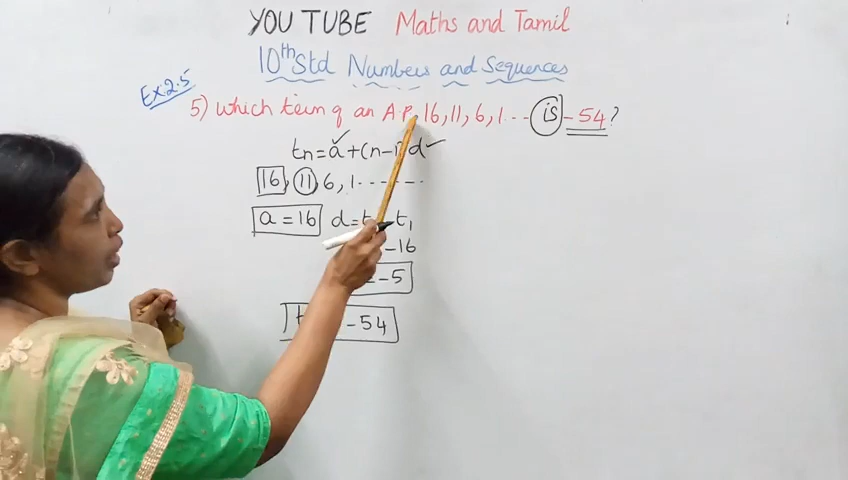 YOU TUBE Maths and Tamil
10th Std Numbers and Sequences
Ex 2.5
5) which term of an A.P, 16, 11, 6, 1... is -54?
tn = a + (n-1)d
16, 11, 6, 1.......
a = 16 d = t - t1
-16
= -5
t -54